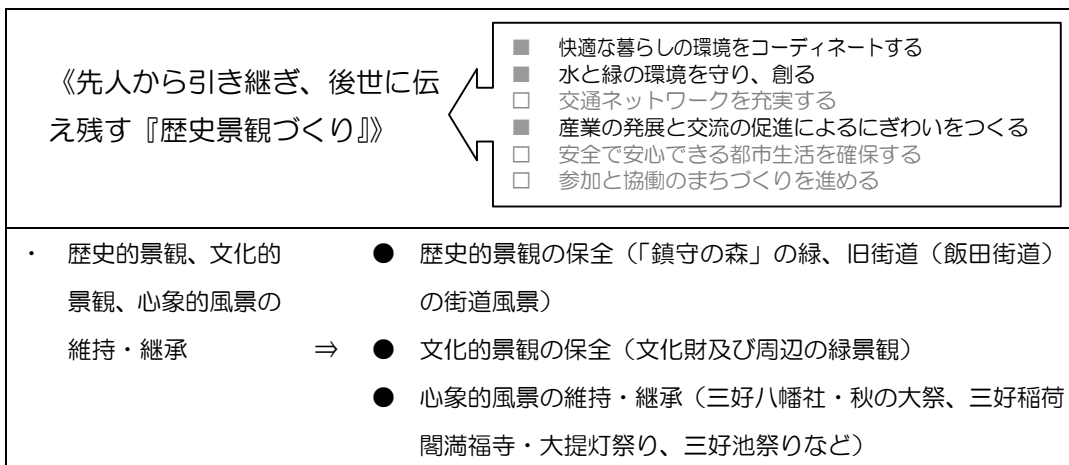 《先人から引き継ぎ、後世に伝
え残す『歴史景観づくり』》
■ 快適な暮らしの環境をコーディネートする
■ 水と緑の環境を守り、創る
□ 交通ネットワークを充実する
■ 産業の発展と交流の促進によるにぎわいをつくる
□ 安全で安心できる都市生活を確保する
□ 参加と協働のまちづくりを進める
・ 歴史的景観、文化的
景観、心象的風景の
維持・継承 ⇒
● 歴史的景観の保全（「鎮守の森」の緑、旧街道（飯田街道）
の街道風景）
● 文化的景観の保全（文化財及び周辺の緑景観）
● 心象的風景の維持・継承（三好八幡社・秋の大祭、三好稲荷
閣満福寺・大提灯祭り、三好池祭りなど）